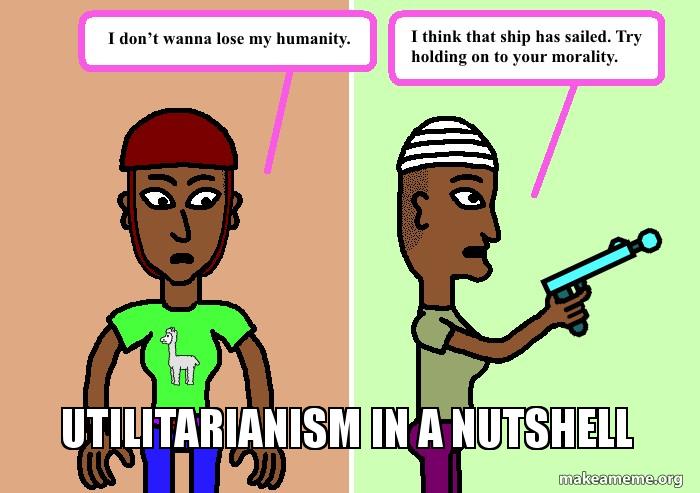 I don’t wanna lose my humanity.
I think that ship has sailed. Try
holding on to your morality.
UTILITARIANISM IN A NUTSHELL
makeameme.org